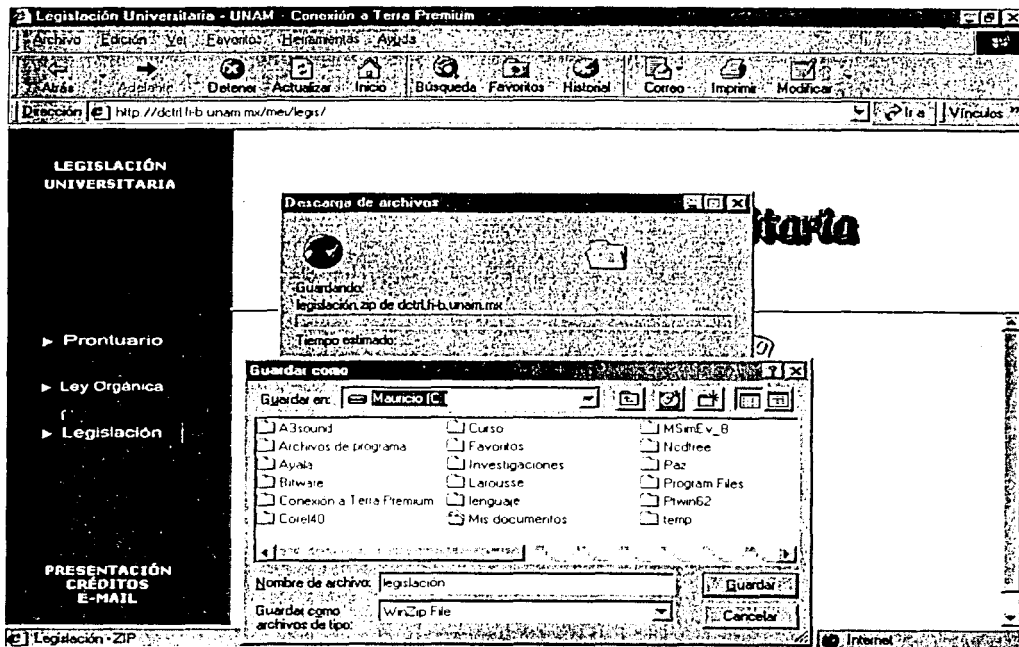 Legislación Universitaria - UNAM - Conexión a Terra Premium
Archivo Edición Ver Favoritos Herramientas Ayuda
Atrás Adelante Detener Actualizar Inicio Búsqueda Favoritos Historial Correo Imprimir Modificar
Dirección http://dctrl.fi-b.unam.mx/mev/legis/ Ir a Vínculos »
LEGISLACIÓN
UNIVERSITARIA
Prontuario
Ley Orgánica
Legislación
PRESENTACIÓN
CRÉDITOS
E-MAIL
itaria
Descarga de archivos
Guardando:
legislación.zip de dctrl.fi-b.unam.mx
Tiempo estimado:
Guardar como
Guardar en: Mauricio (C:)
A3sound Curso MSimEv_8
Archivos de programa Favoritos Ncdtree
Ayala Investigaciones Paz
Bitware Larousse Program Files
Conexión a Terra Premium lenguaje Ptwin62
Corel40 Mis documentos temp
Nombre de archivo: legislación Guardar
Guardar como WinZip File Cancelar
archivos de tipo:
Legislación - ZIP Internet